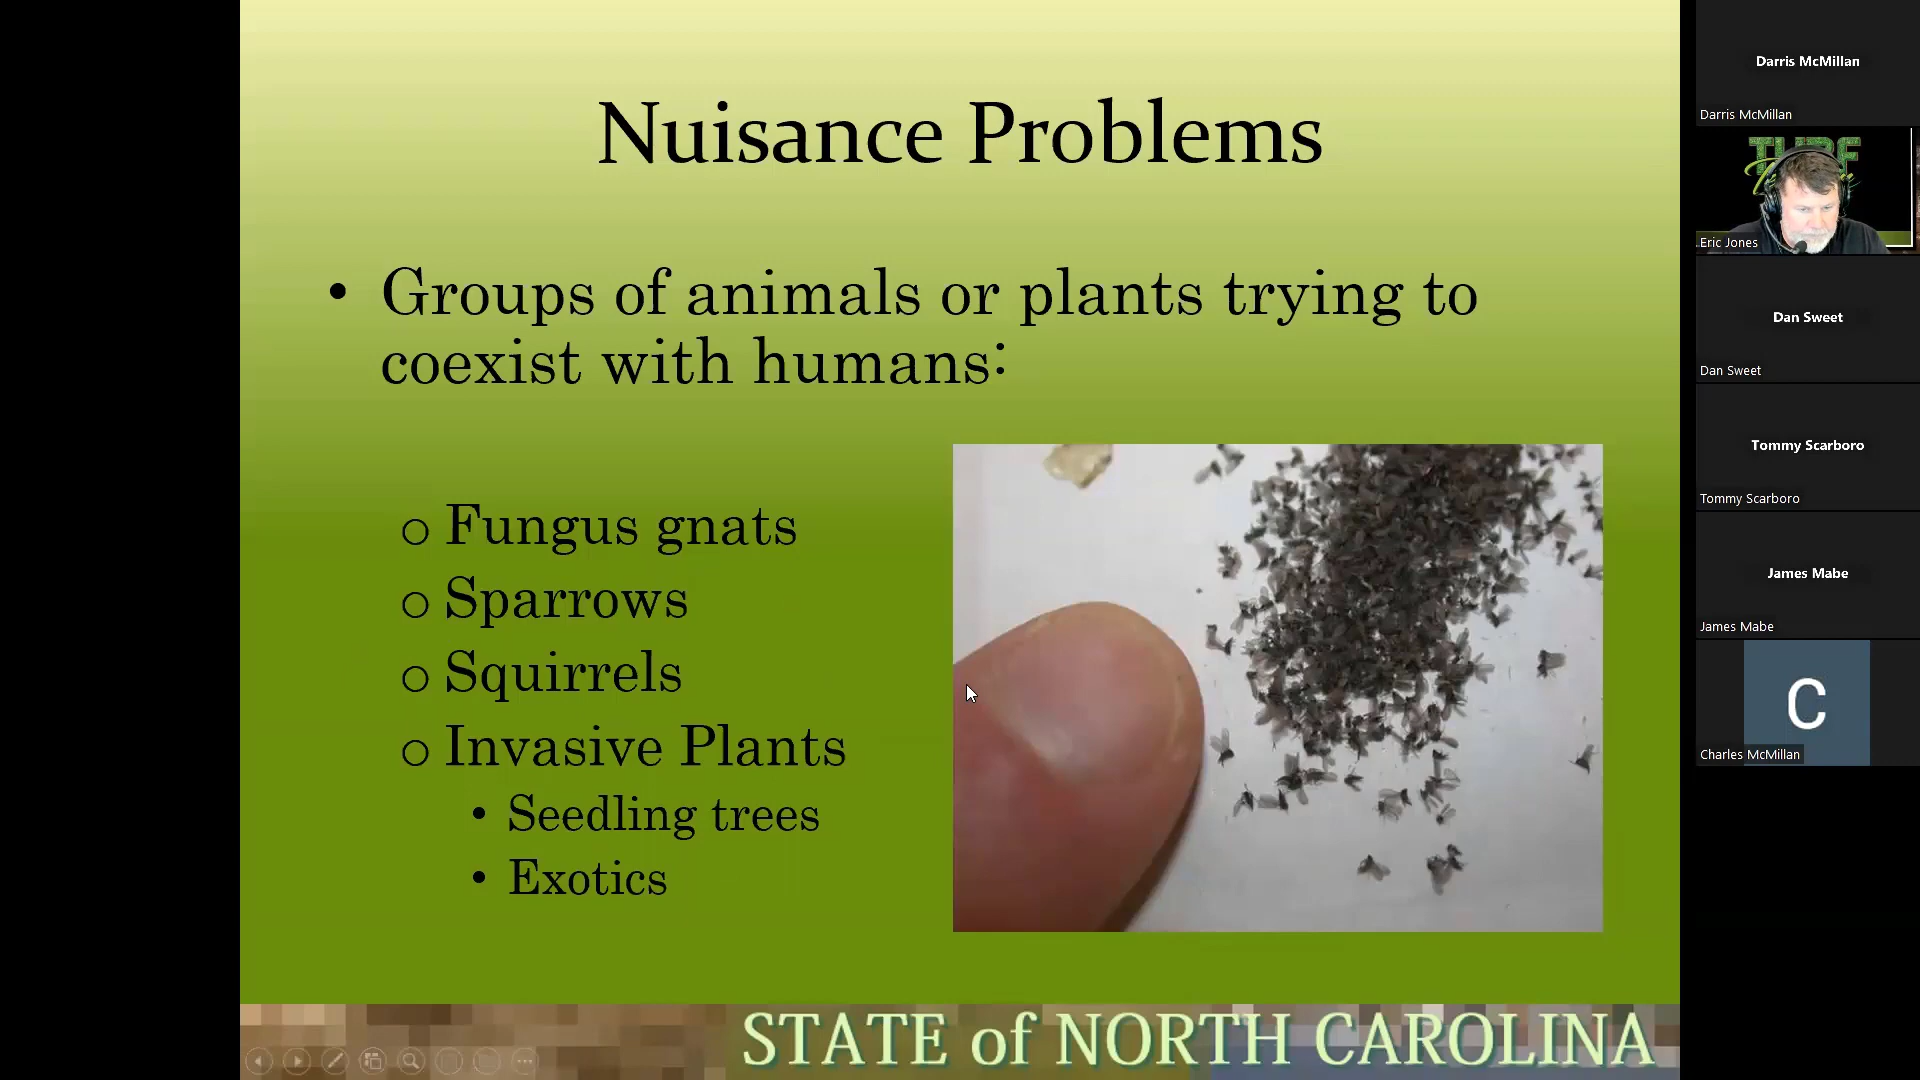 Nuisance Problems
• Groups of animals or plants trying to
coexist with humans:
o Fungus gnats
o Sparrows
o Squirrels
o Invasive Plants
• Seedling trees
• Exotics
STATE of NORTH CAROLINA
Darris McMillan
Darris McMillan
TURF
Eric Jones
Dan Sweet
Dan Sweet
Tommy Scarboro
Tommy Scarboro
James Mabe
James Mabe
C
Charles McMillan